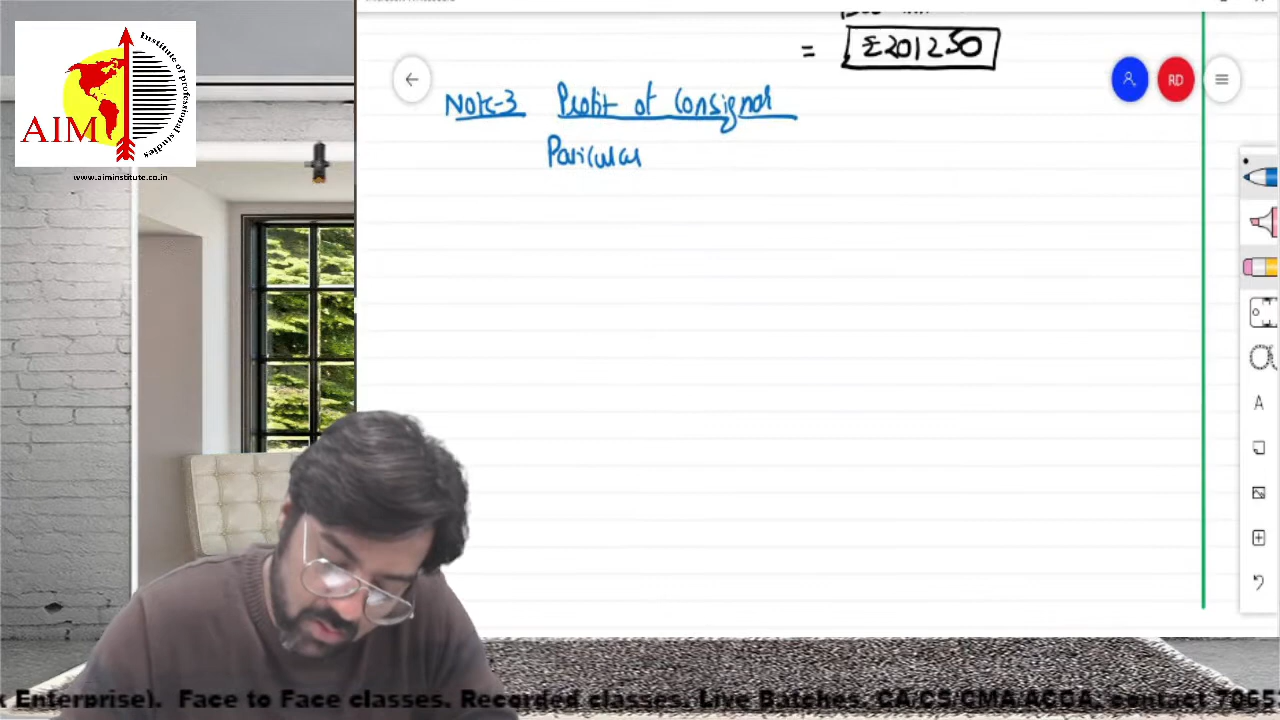 = ₹201250
Note-3 Profit of Consignor
Pariculars
AIM
Institute of professional studies
www.aiminstitute.co.in
RD
A
k Enterprise). Face to Face classes. Recorded classes. Live Batches. CA/CS/CMA/ACCA, contact 7065